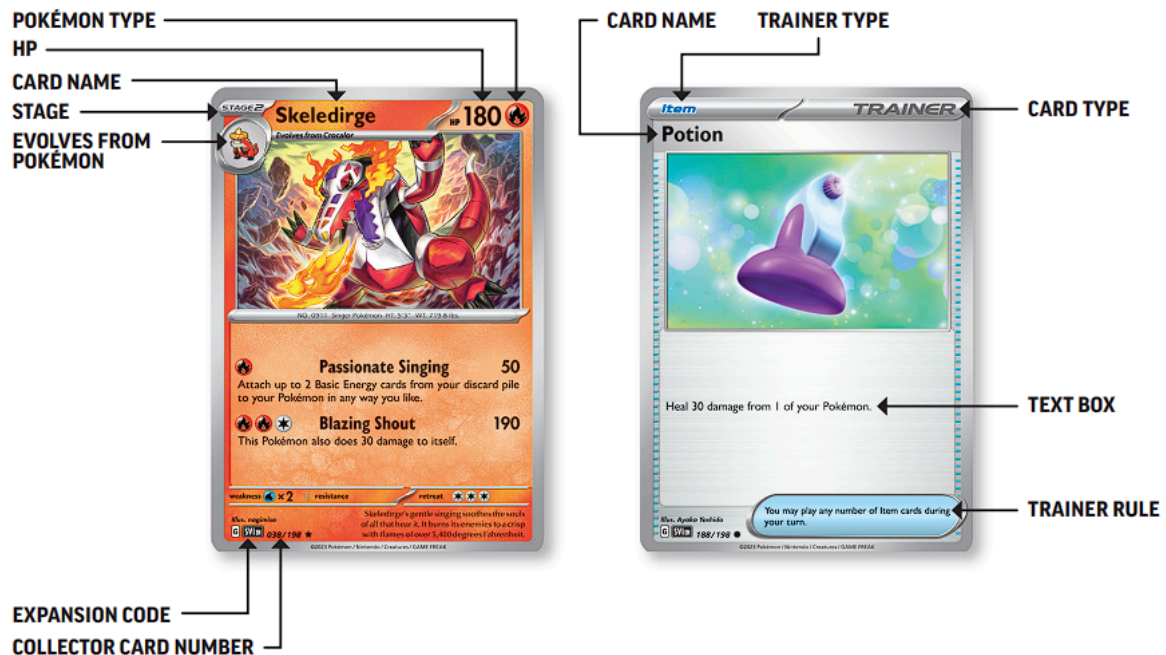 POKÉMON TYPE
HP
CARD NAME
STAGE
EVOLVES FROM
POKÉMON
STAGE2
Skeledirge
HP 180
Evolves from Crocalor
NO. 0911 Singer Pokémon HT: 5'3" WT: 719.8 lbs.
Passionate Singing 50
Attach up to 2 Basic Energy cards from your discard pile
to your Pokémon in any way you like.
Blazing Shout 190
This Pokémon also does 30 damage to itself.
weakness x2 resistance retreat
Illus. nagimiso
Skeledirge's gentle singing soothes the souls
of all that hear it. It burns its enemies to a crisp
with flames of over 5,400 degrees Fahrenheit.
G SVI EN 038/198
©2023 Pokémon / Nintendo / Creatures / GAME FREAK
EXPANSION CODE
COLLECTOR CARD NUMBER
CARD NAME
TRAINER TYPE
Item
TRAINER
CARD TYPE
Potion
Heal 30 damage from 1 of your Pokémon.
TEXT BOX
You may play any number of Item cards during
your turn.
TRAINER RULE
Illus. Ayaka Yoshida
G SVI EN 188/198
©2023 Pokémon / Nintendo / Creatures / GAME FREAK